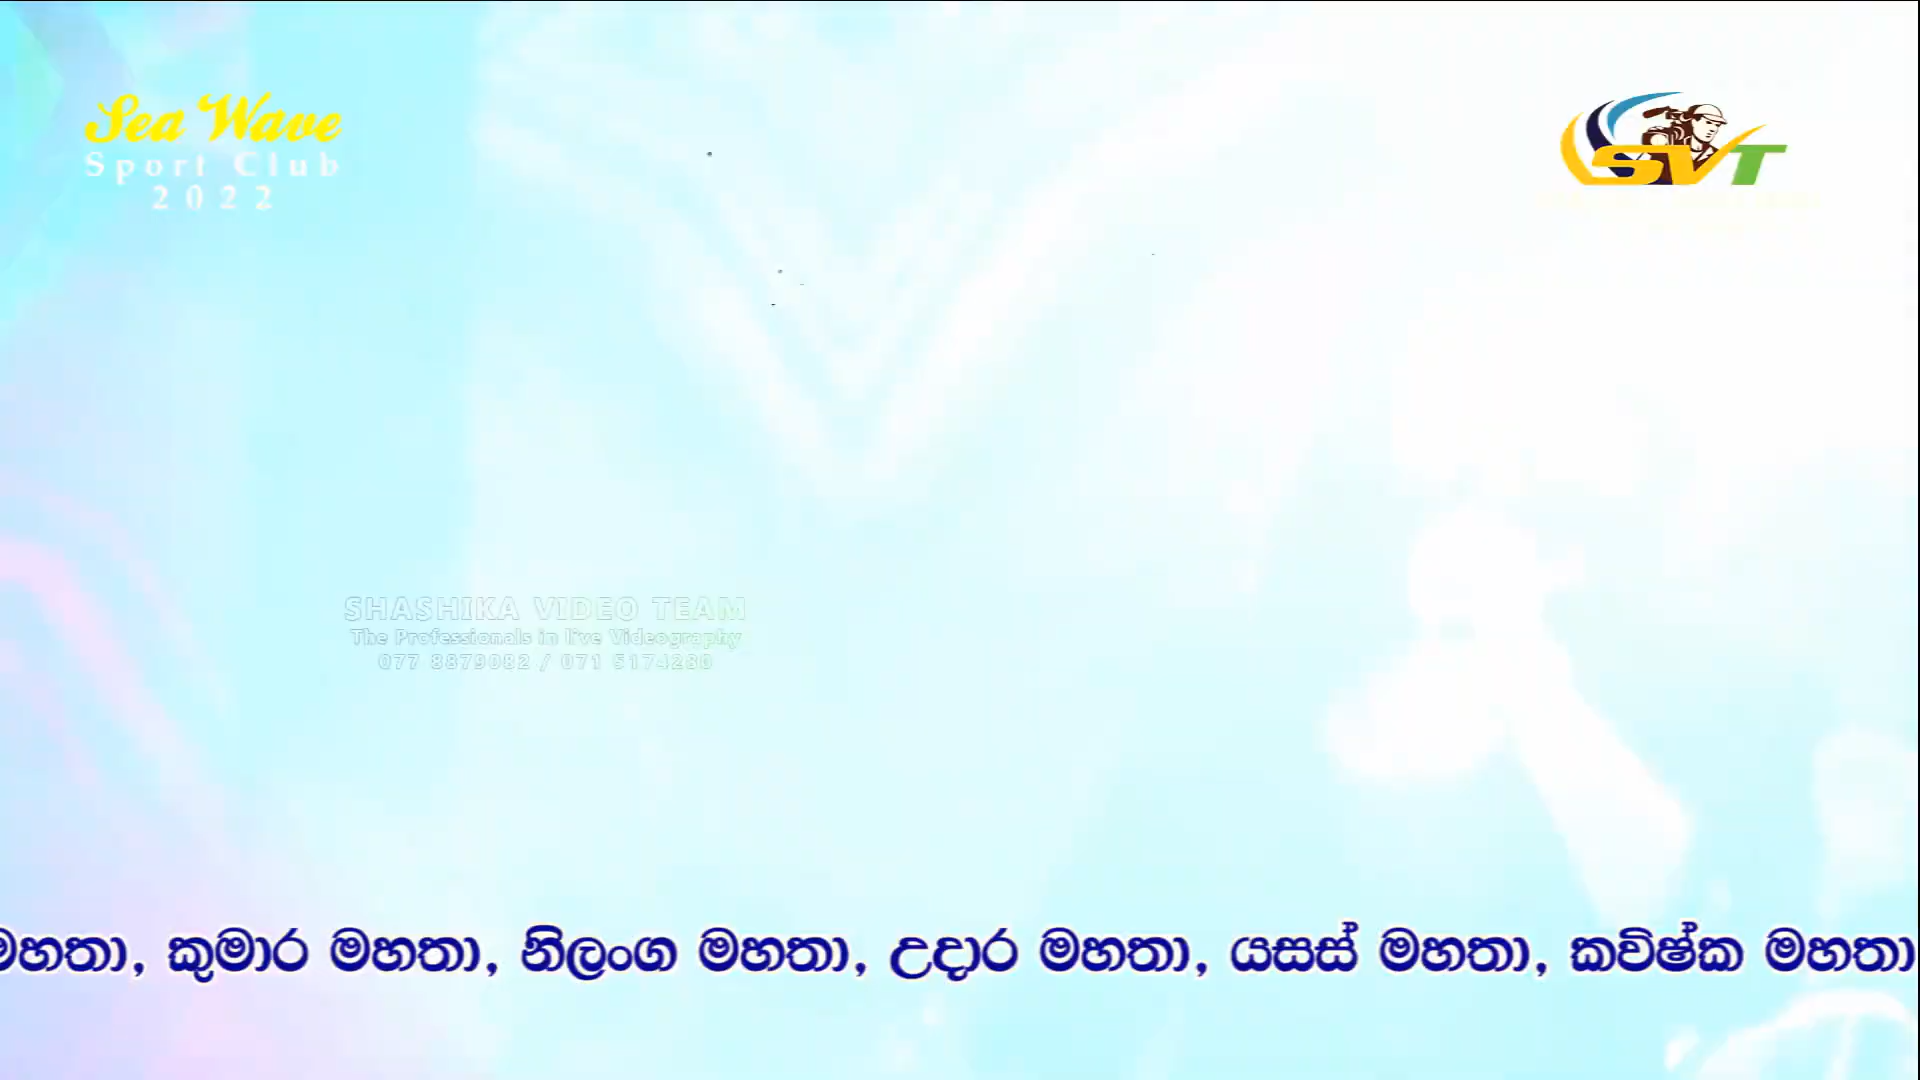 Sea Wave
Sport Club
2022
SVT
SHASHIKA VIDEO TEAM
The Professionals in live Videography
077 8879082 / 071 5174280
මහතා, කුමාර මහතා, නිලංග මහතා, උදාර මහතා, යසස් මහතා, කවිෂ්ක මහතා